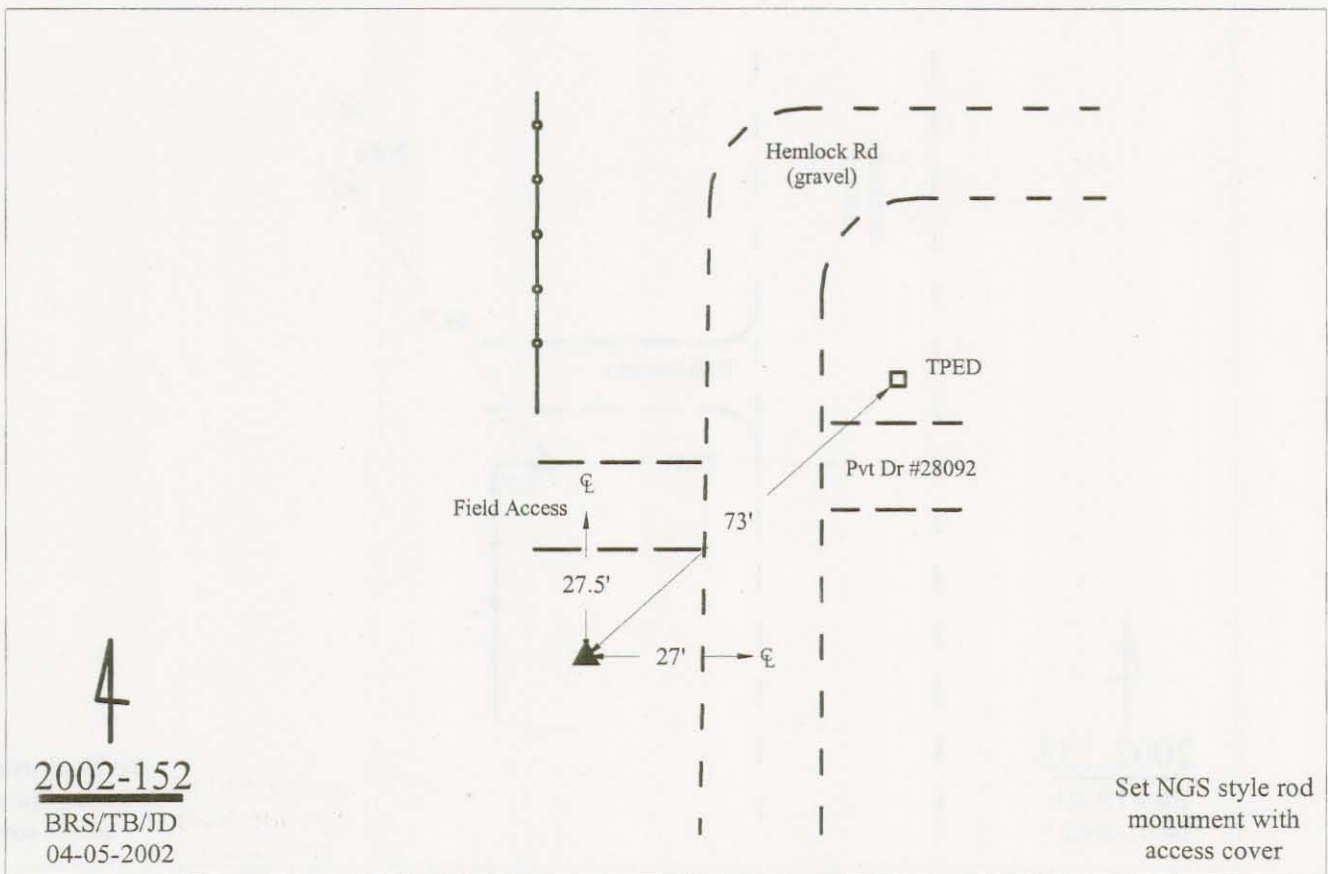 Hemlock Rd
(gravel)
TPED
Pvt Dr #28092
℄
Field Access
73'
27.5'
27'
℄
2002-152
BRS/TB/JD
04-05-2002
Set NGS style rod
monument with
access cover